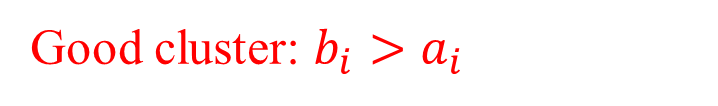 Good cluster: $b_i > a_i$